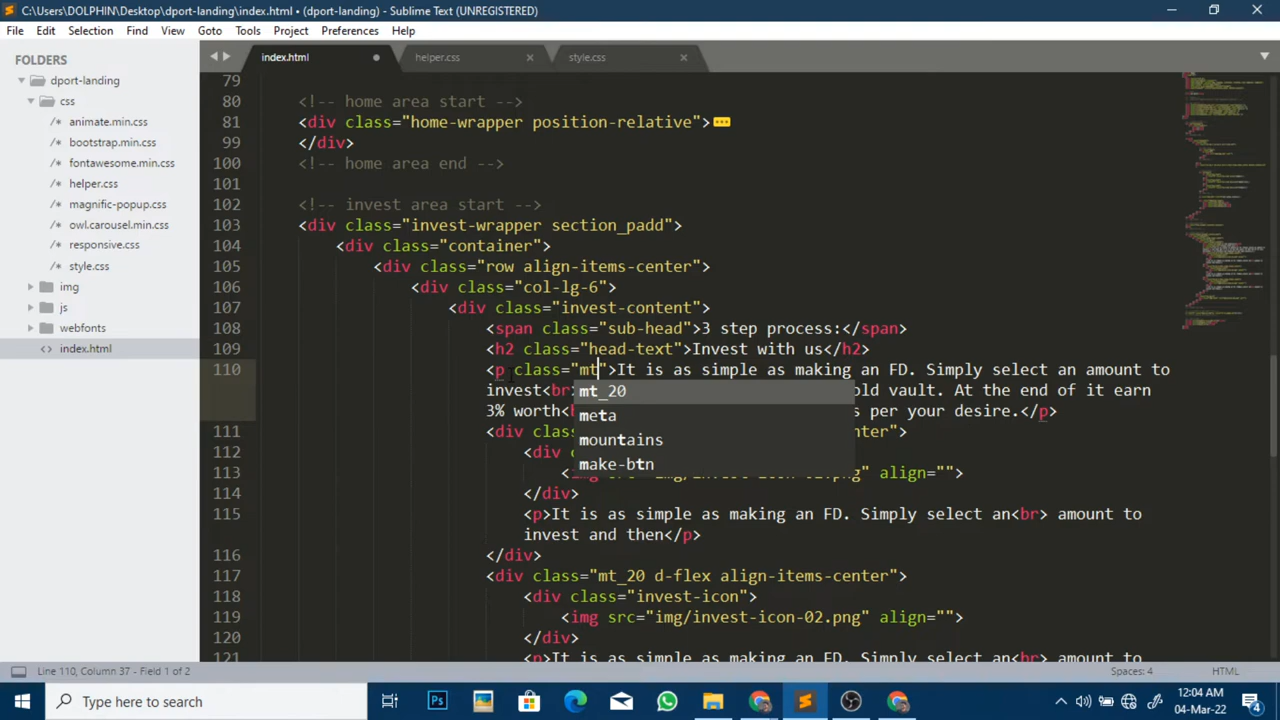 C:\Users\DOLPHIN\Desktop\dport-landing\index.html • (dport-landing) - Sublime Text (UNREGISTERED)
File Edit Selection Find View Goto Tools Project Preferences Help
FOLDERS
dport-landing
css
/* animate.min.css
/* bootstrap.min.css
/* fontawesome.min.css
/* helper.css
/* magnific-popup.css
/* owl.carousel.min.css
/* responsive.css
/* style.css
img
js
webfonts
<> index.html
index.html helper.css style.css
79
80 <!-- home area start -->
81 <div class="home-wrapper position-relative">
99 </div>
100 <!-- home area end -->
101
102 <!-- invest area start -->
103 <div class="invest-wrapper section_padd">
104 <div class="container">
105 <div class="row align-items-center">
106 <div class="col-lg-6">
107 <div class="invest-content">
108 <span class="sub-head">3 step process:</span>
109 <h2 class="head-text">Invest with us</h2>
110 <p class="mt">It is as simple as making an FD. Simply select an amount to
invest<br old vault. At the end of it earn
3% worth< s per your desire.</p>
mt_20
meta
mountains
make-btn
111 <div clas nter">
112 <div c
113 <img src="img/invest-icon-01.png" align="">
114 </div>
115 <p>It is as simple as making an FD. Simply select an<br> amount to
invest and then</p>
116 </div>
117 <div class="mt_20 d-flex align-items-center">
118 <div class="invest-icon">
119 <img src="img/invest-icon-02.png" align="">
120 </div>
121 <p>It is as simple as making an FD. Simply select an<br> amount to
Line 110, Column 37 - Field 1 of 2
Spaces: 4 HTML
Type here to search
Ps
12:04 AM
04-Mar-22
4